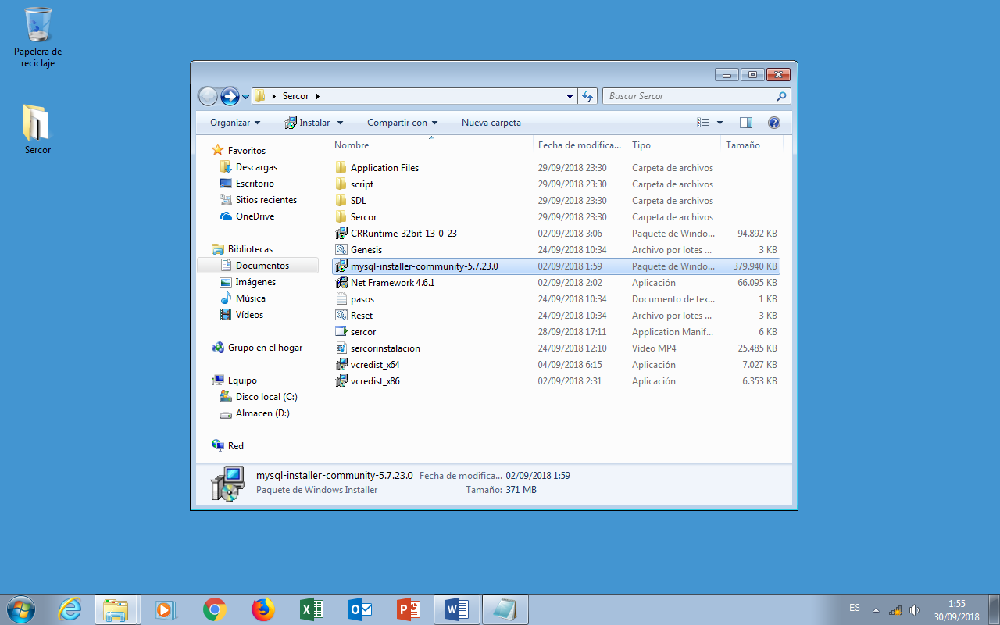 Papelera de
reciclaje
Sercor
Sercor
Buscar Sercor
Organizar
Instalar
Compartir con
Nueva carpeta
Nombre
Fecha de modifica...
Tipo
Tamaño
Favoritos
Descargas
Escritorio
Sitios recientes
OneDrive
Bibliotecas
Documentos
Imágenes
Música
Vídeos
Grupo en el hogar
Equipo
Disco local (C:)
Almacen (D:)
Red
Application Files 29/09/2018 23:30 Carpeta de archivos
script 29/09/2018 23:30 Carpeta de archivos
SDL 29/09/2018 23:30 Carpeta de archivos
Sercor 29/09/2018 23:30 Carpeta de archivos
CRRuntime_32bit_13_0_23 02/09/2018 3:06 Paquete de Windo... 94.892 KB
Genesis 24/09/2018 10:34 Archivo por lotes ... 3 KB
mysql-installer-community-5.7.23.0 02/09/2018 1:59 Paquete de Windo... 379.940 KB
Net Framework 4.6.1 02/09/2018 2:02 Aplicación 66.095 KB
pasos 24/09/2018 10:34 Documento de tex... 1 KB
Reset 24/09/2018 10:34 Archivo por lotes ... 3 KB
sercor 28/09/2018 17:11 Application Manif... 6 KB
sercorinstalacion 24/09/2018 12:10 Vídeo MP4 25.485 KB
vcredist_x64 04/09/2018 6:15 Aplicación 7.027 KB
vcredist_x86 02/09/2018 2:31 Aplicación 6.353 KB
mysql-installer-community-5.7.23.0 Fecha de modifica... 02/09/2018 1:59
Paquete de Windows Installer Tamaño: 371 MB
ES
1:55
30/09/2018